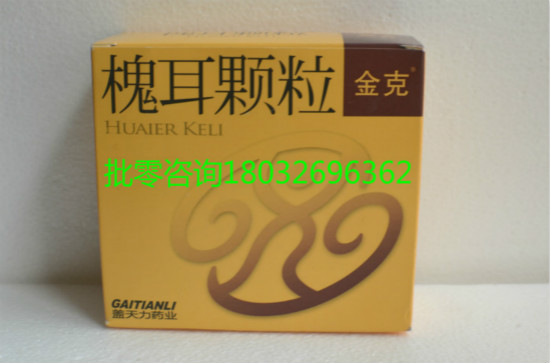 槐耳颗粒
金克®
HUAIER KELI
批零咨询18032696362
GAITIANLI
盖天力药业